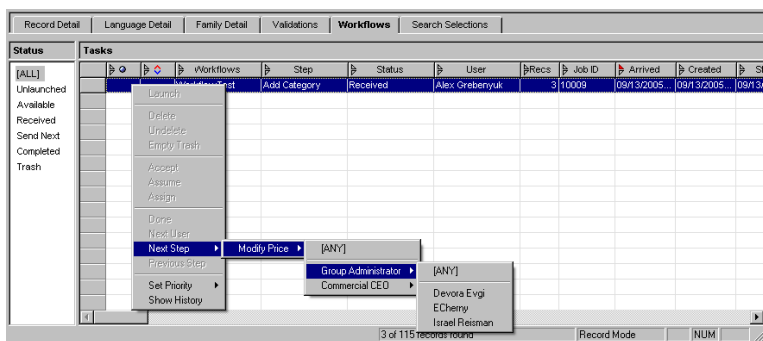 Record Detail Language Detail Family Detail Validations Workflows Search Selections
Status Tasks
Workflows Step Status User Recs Job ID Arrived Created
[ALL]
Unlaunched
Available
Received
Send Next
Completed
Trash
Test Add Category Received Alex Grebenyuk 3 10009 09/13/2005... 09/13/2005... 09/13/
Launch
Delete
Undelete
Empty Trash
Accept
Assume
Assign
Done
Next User
Next Step
Previous Step
Set Priority
Show History
Modify Price
[ANY]
Group Administrator
Commercial CEO
[ANY]
Devora Evgi
ECherny
Israel Reisman
3 of 115 records found Record Mode NUM